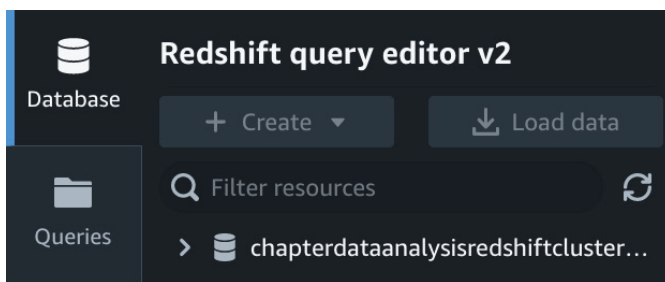 Redshift query editor v2
Database
+ Create
Load data
Filter resources
Queries
chapterdataanalysisredshiftcluster...